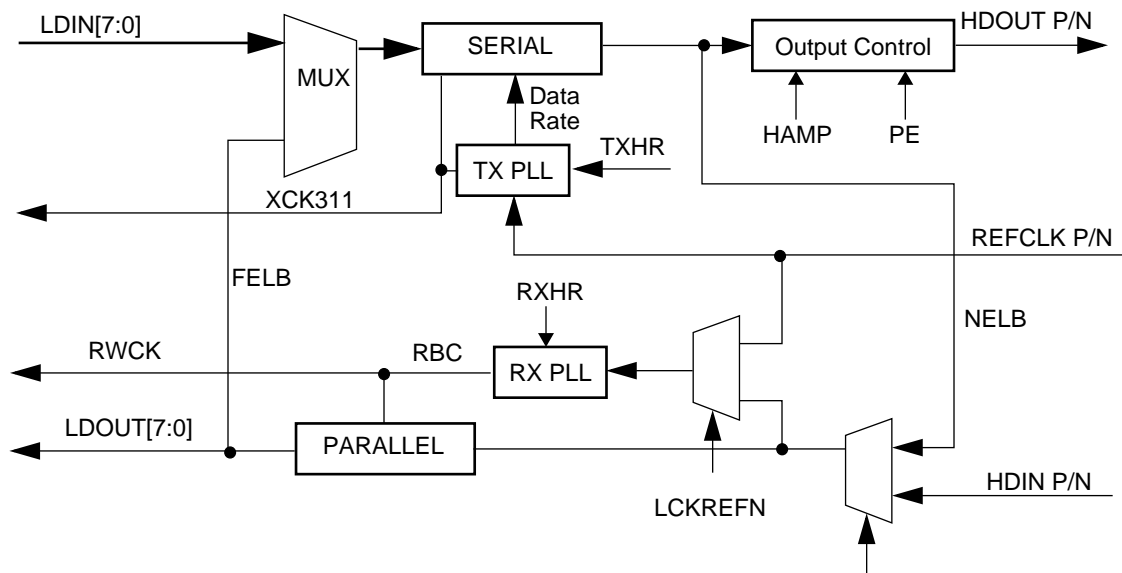 LDIN[7:0]
MUX
SERIAL
Output Control
HDOUT P/N
Data
Rate
HAMP
PE
TX PLL
TXHR
XCK311
REFCLK P/N
FELB
RXHR
NELB
RWCK
RBC
RX PLL
LDOUT[7:0]
PARALLEL
LCKREFN
HDIN P/N